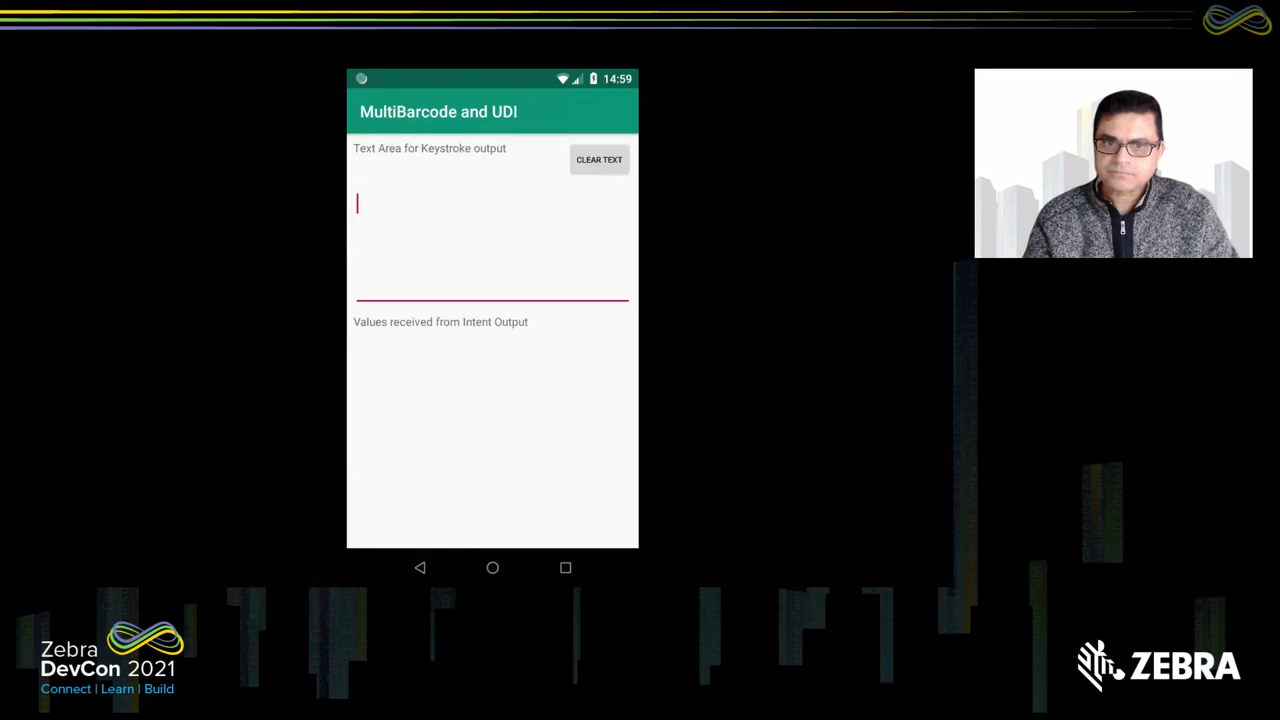 14:59
MultiBarcode and UDI
Text Area for Keystroke output
CLEAR TEXT
Values received from Intent Output
Zebra
DevCon 2021
Connect | Learn | Build
ZEBRA